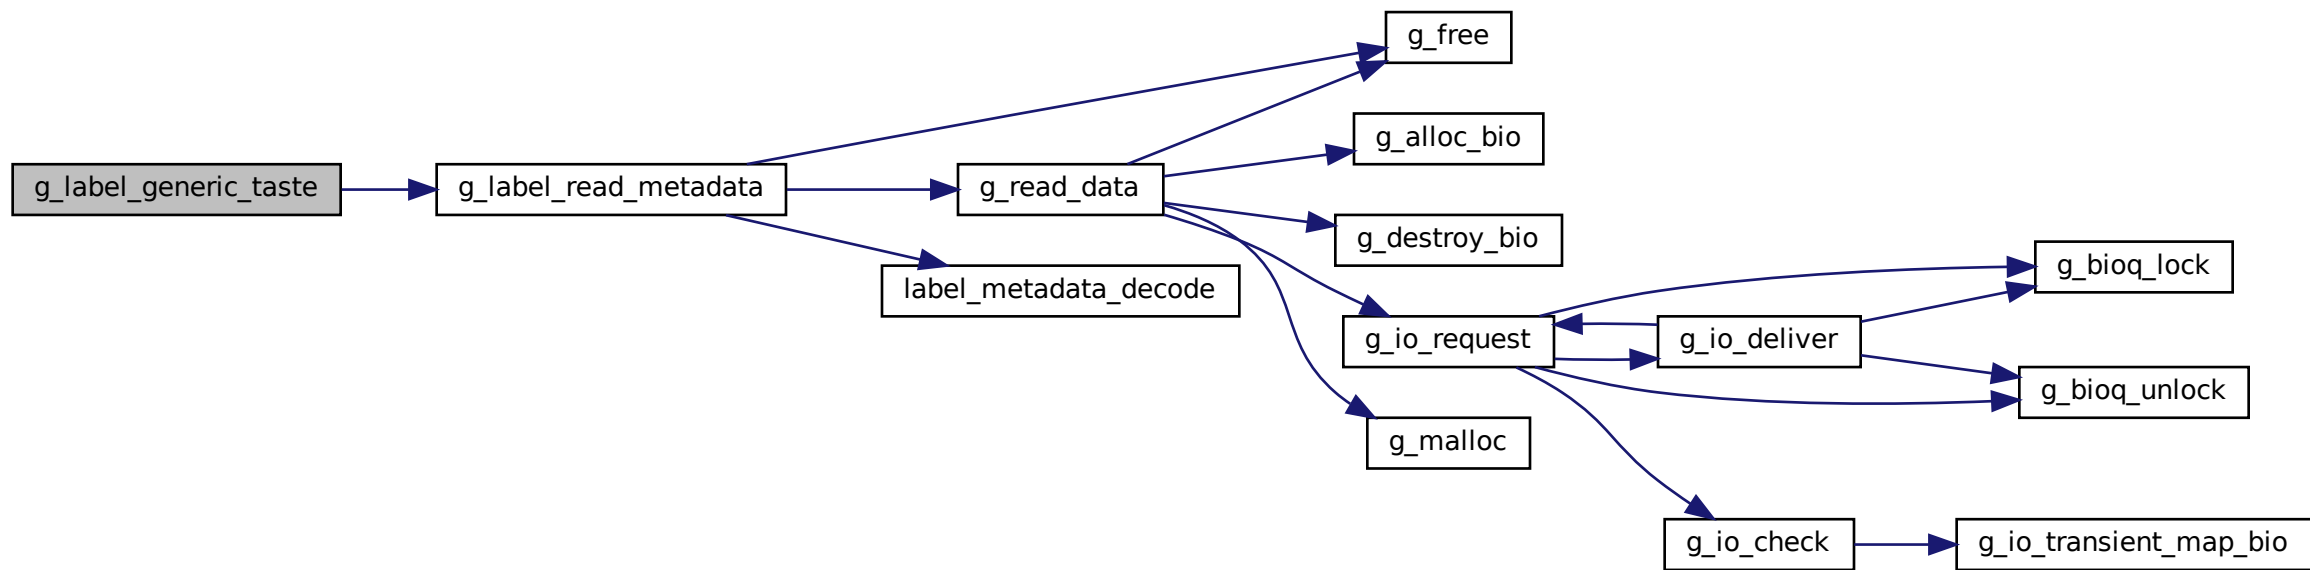 g_label_generic_taste
g_label_read_metadata
g_read_data
label_metadata_decode
g_free
g_alloc_bio
g_destroy_bio
g_io_request
g_malloc
g_io_deliver
g_io_check
g_bioq_lock
g_bioq_unlock
g_io_transient_map_bio